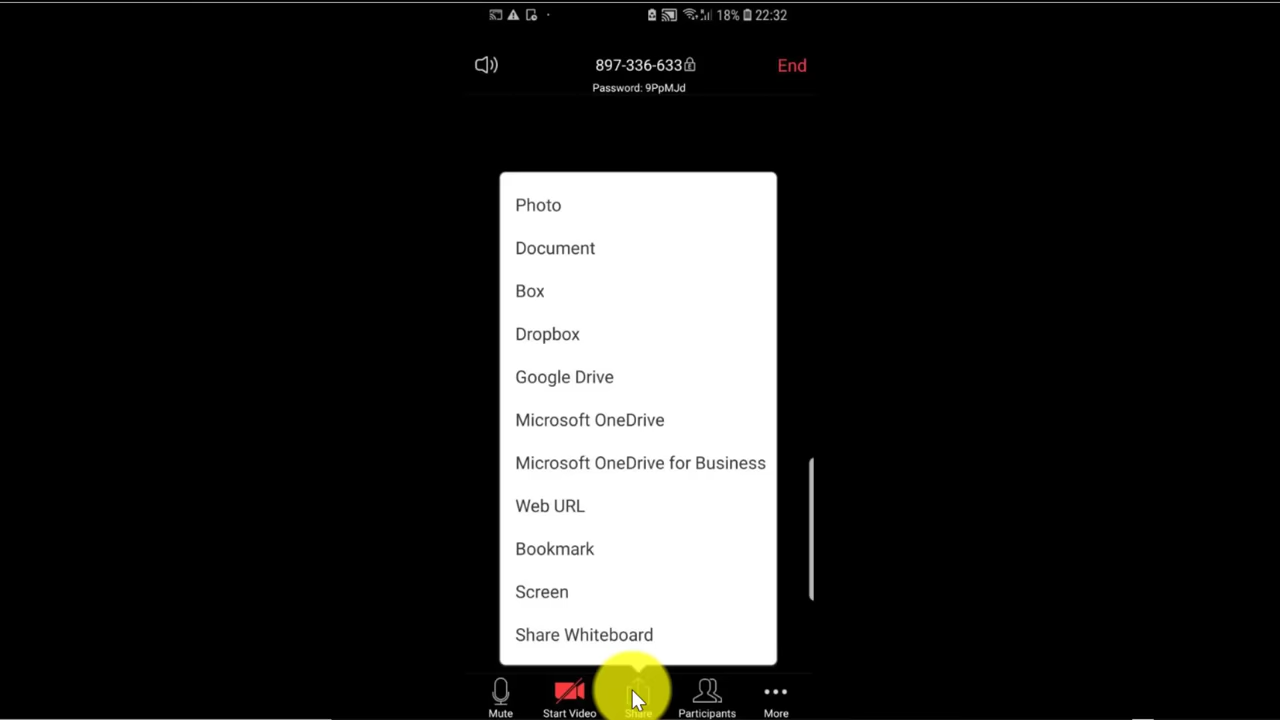 18% 22:32
897-336-633
End
Password: 9PpMJd
Photo
Document
Box
Dropbox
Google Drive
Microsoft OneDrive
Microsoft OneDrive for Business
Web URL
Bookmark
Screen
Share Whiteboard
Mute Start Video Share Participants More